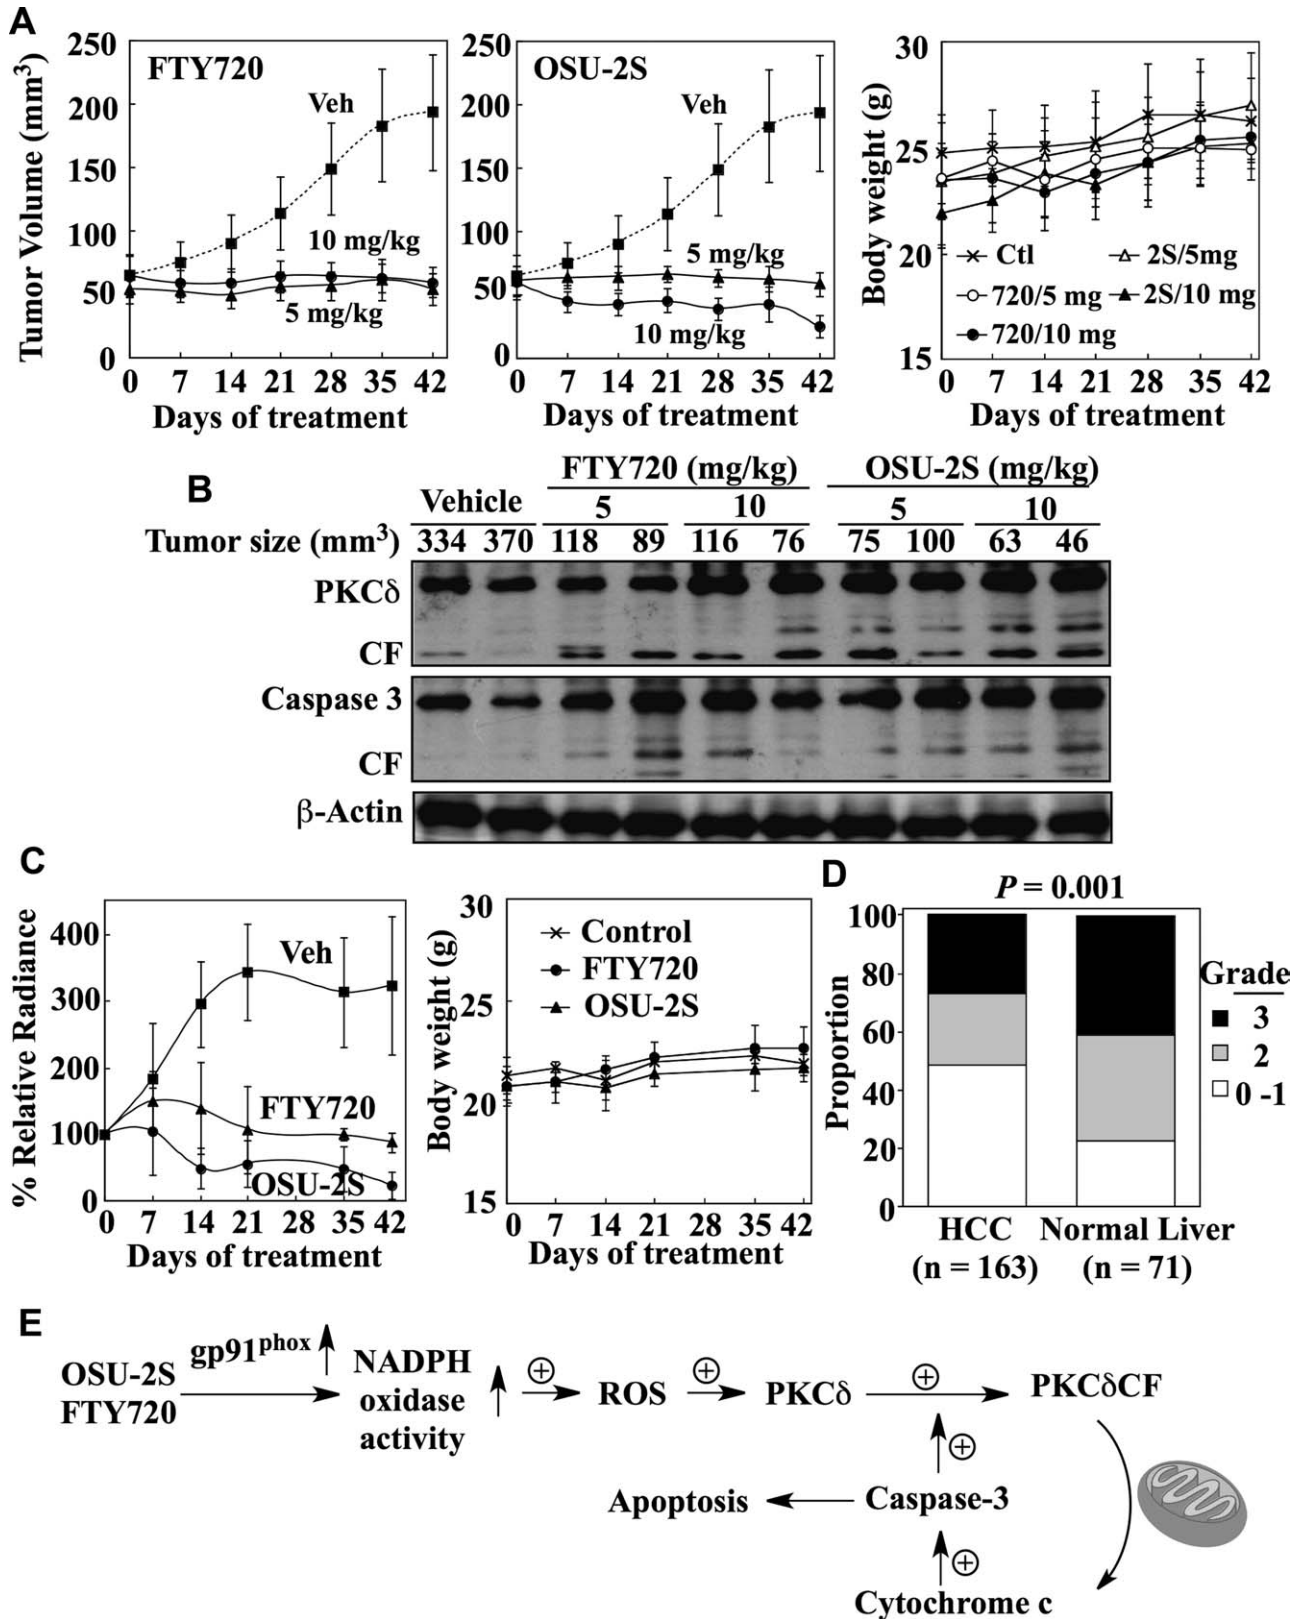 A
FTY720
Veh
10 mg/kg
5 mg/kg
Tumor Volume (mm³)
250
200
150
100
50
0
0 7 14 21 28 35 42
Days of treatment
OSU-2S
Veh
5 mg/kg
10 mg/kg
250
200
150
100
50
0
0 7 14 21 28 35 42
Days of treatment
Body weight (g)
30
25
20
15
Ctl
2S/5mg
720/5 mg
2S/10 mg
720/10 mg
0 7 14 21 28 35 42
Days of treatment
B
FTY720 (mg/kg) OSU-2S (mg/kg)
Vehicle 5 10 5 10
Tumor size (mm³) 334 370 118 89 116 76 75 100 63 46
PKCδ
CF
Caspase 3
CF
β-Actin
C
% Relative Radiance
400
300
200
100
0
Veh
FTY720
OSU-2S
0 7 14 21 28 35 42
Days of treatment
Body weight (g)
30
25
20
15
Control
FTY720
OSU-2S
0 7 14 21 28 35 42
Days of treatment
D
P = 0.001
Proportion
100
80
60
40
20
0
Grade
3
2
0 -1
HCC Normal Liver
(n = 163) (n = 71)
E
OSU-2S
FTY720
gp91phox
NADPH
oxidase
activity
+
ROS
+
PKCδ
+
PKCδCF
+
Apoptosis
Caspase-3
+
Cytochrome c